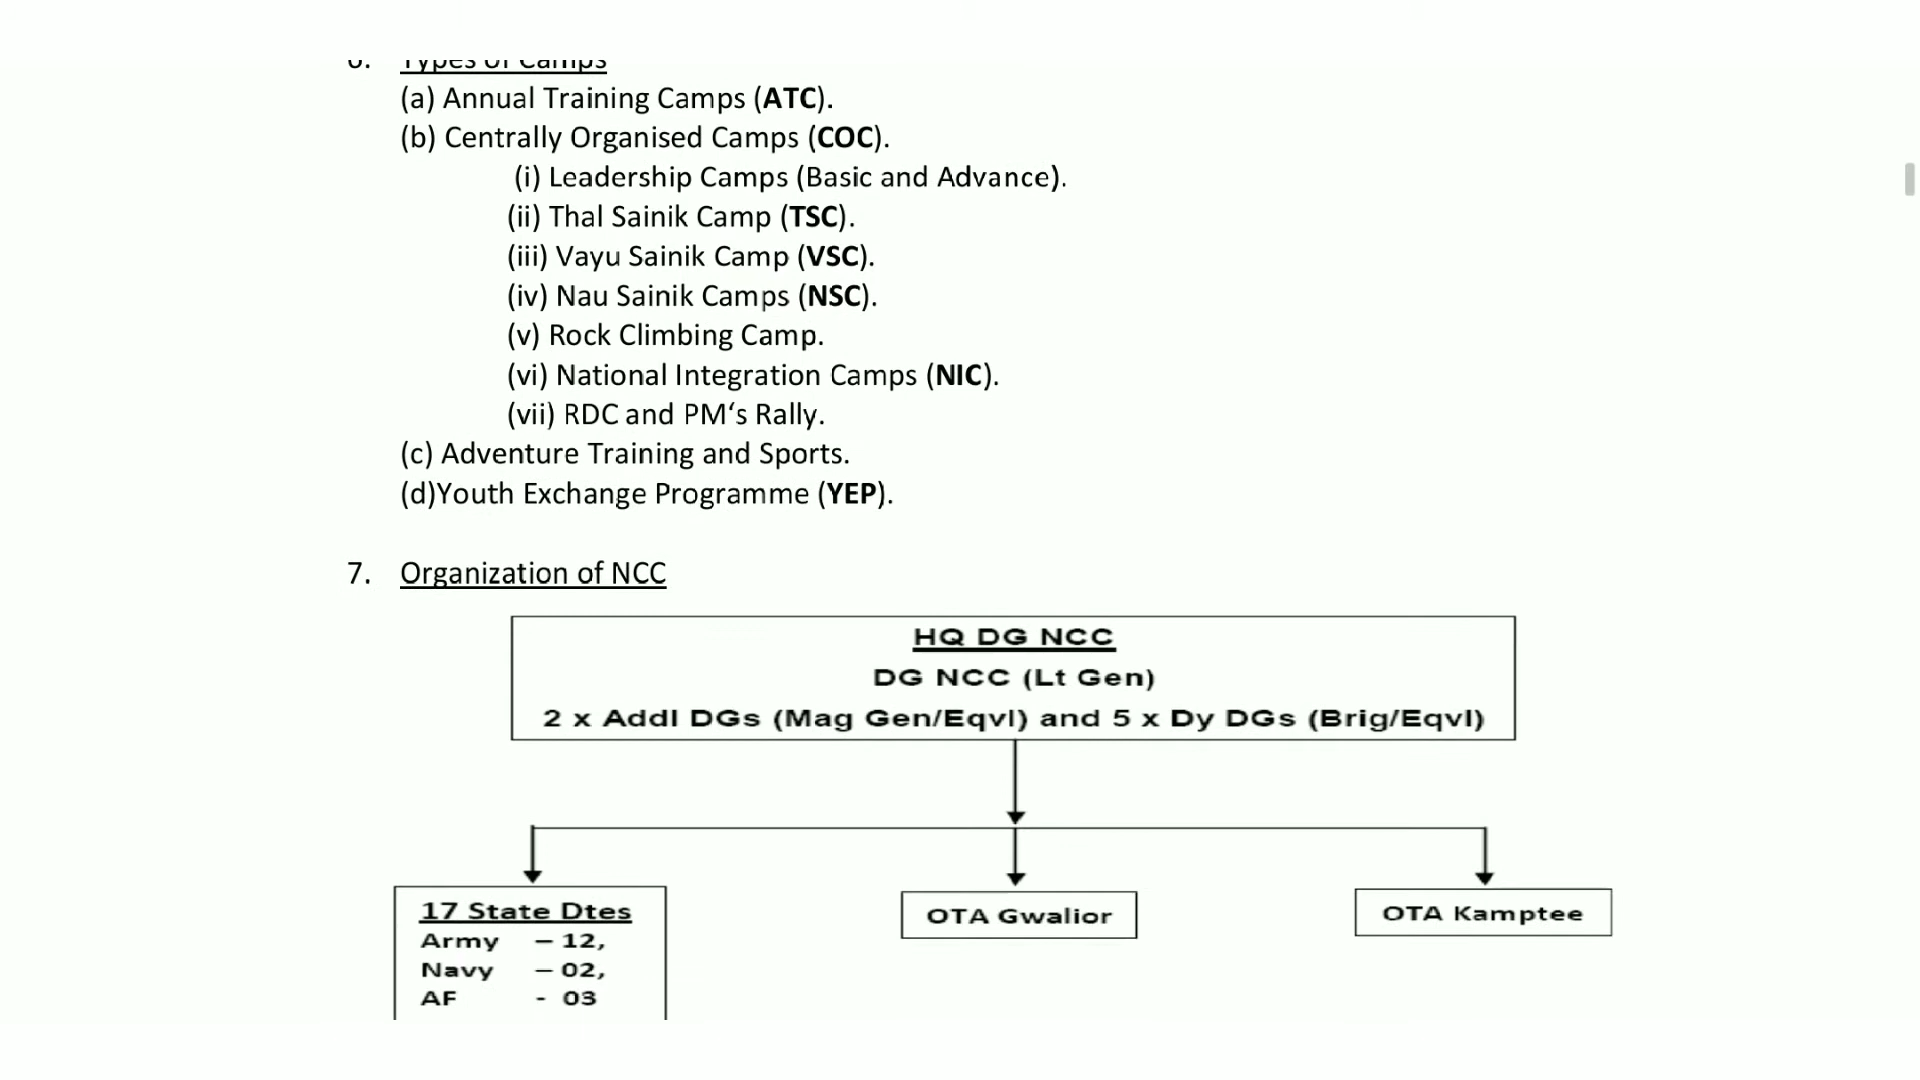 6. Types of Camps
(a) Annual Training Camps (ATC).
(b) Centrally Organised Camps (COC).
(i) Leadership Camps (Basic and Advance).
(ii) Thal Sainik Camp (TSC).
(iii) Vayu Sainik Camp (VSC).
(iv) Nau Sainik Camps (NSC).
(v) Rock Climbing Camp.
(vi) National Integration Camps (NIC).
(vii) RDC and PM‘s Rally.
(c) Adventure Training and Sports.
(d)Youth Exchange Programme (YEP).
7. Organization of NCC
HQ DG NCC
DG NCC (Lt Gen)
2 x Addl DGs (Mag Gen/Eqvl) and 5 x Dy DGs (Brig/Eqvl)
17 State Dtes
Army – 12,
Navy – 02,
AF - 03
OTA Gwalior
OTA Kamptee